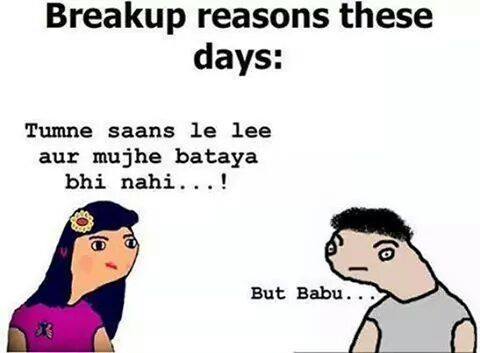 Breakup reasons these
days:
Tumne saans le lee
aur mujhe bataya
bhi nahi...!
But Babu...